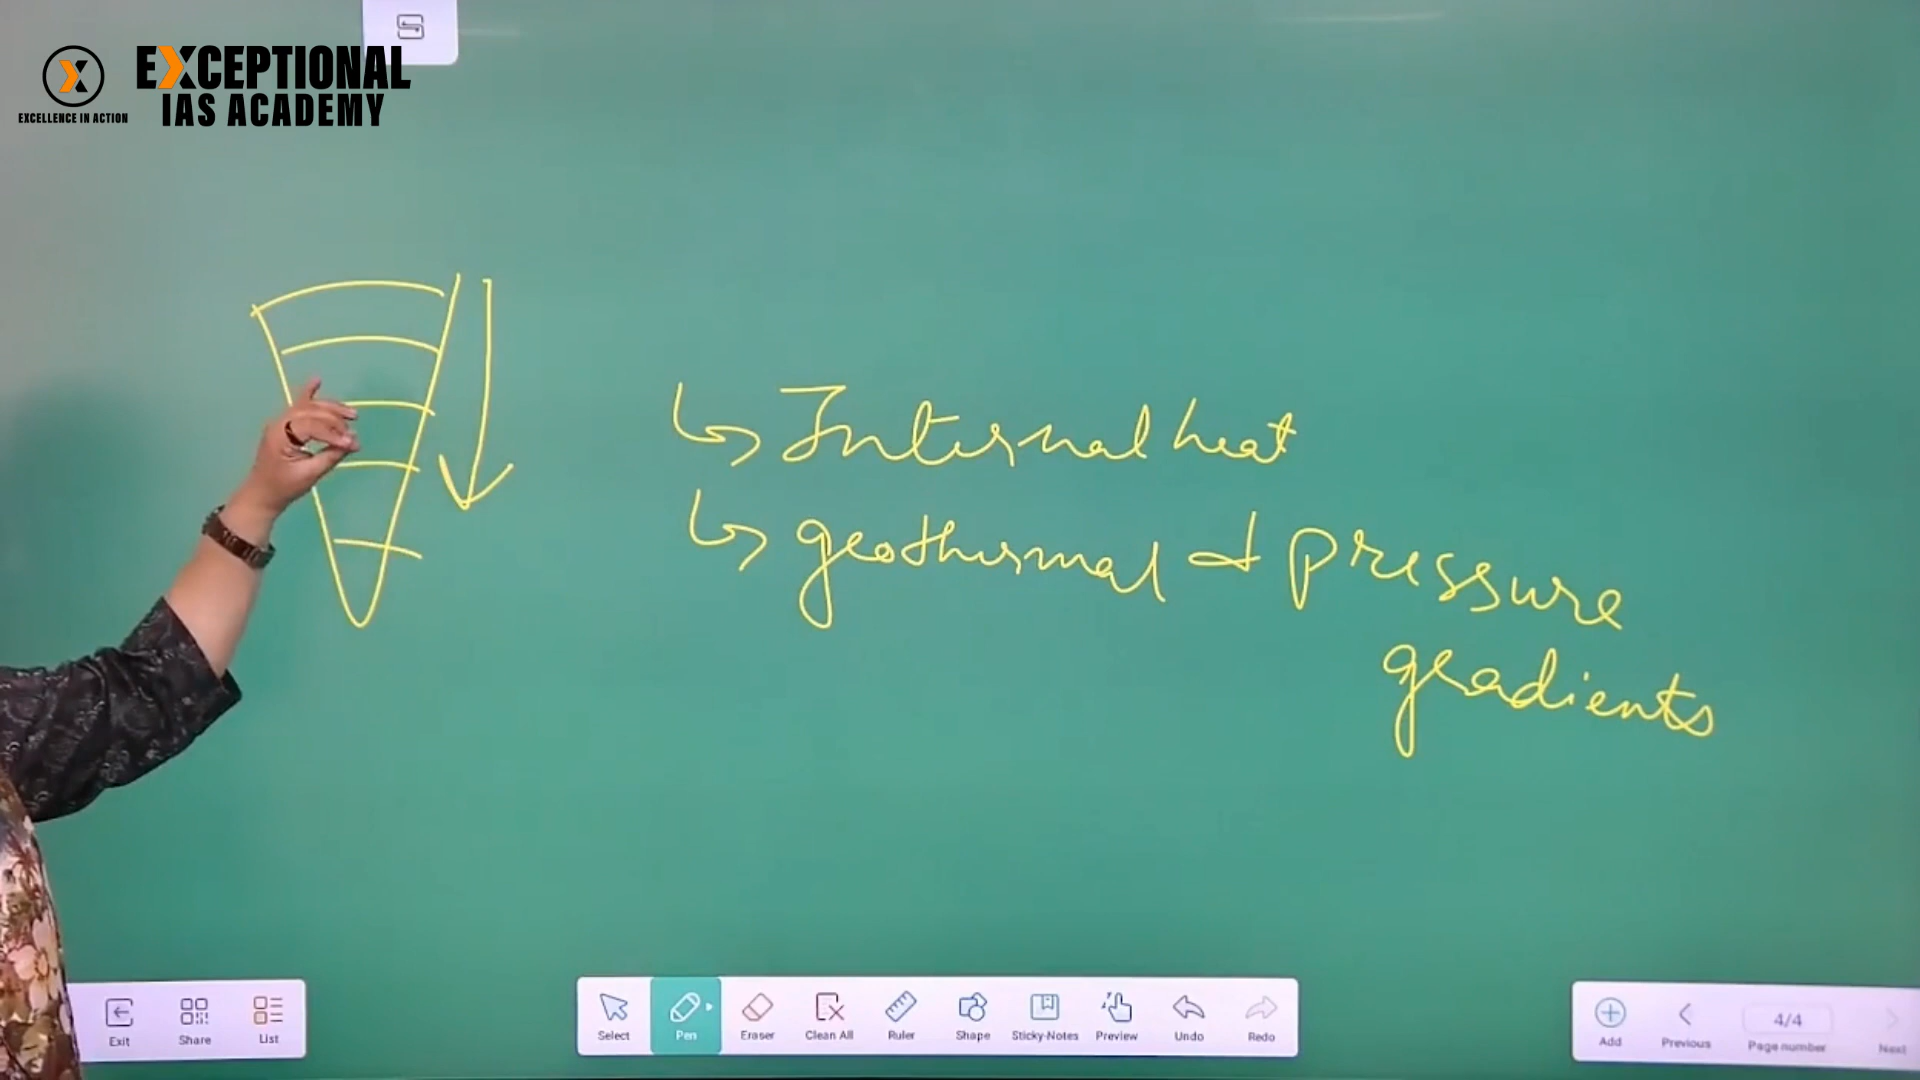 EXCEPTIONAL
IAS ACADEMY
EXCELLENCE IN ACTION
Internal heat
geothermal & pressure
gradients
Exit
Share
List
Select
Pen
Eraser
Clean All
Ruler
Shape
Sticky-Notes
Preview
Undo
Redo
Add
Previous
4/4
Page number
Next